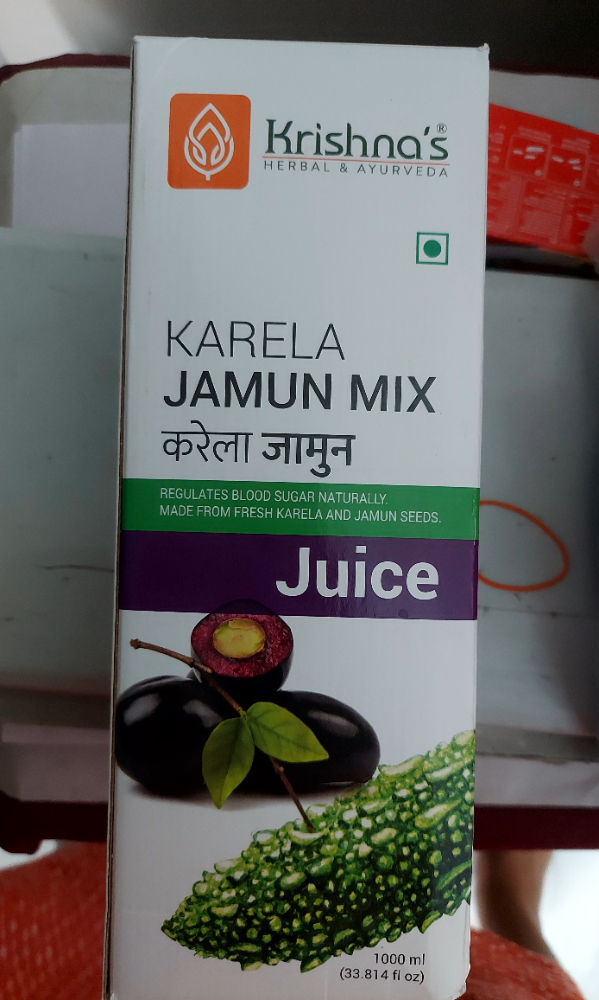 Krishna's®
HERBAL & AYURVEDA
KARELA
JAMUN MIX
करेला जामुन
REGULATES BLOOD SUGAR NATURALLY.
MADE FROM FRESH KARELA AND JAMUN SEEDS.
Juice
1000 ml
(33.814 fl oz)